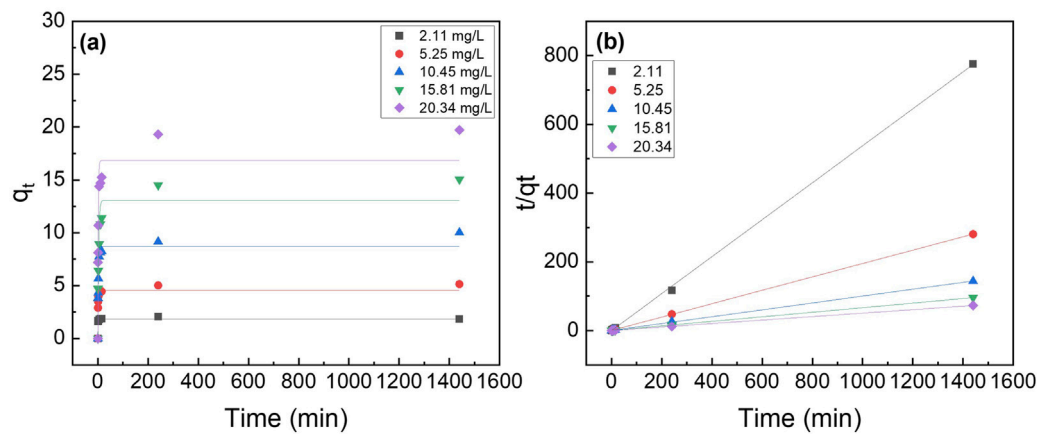 (a)
30
25
20
15
10
5
0
qt
2.11 mg/L
5.25 mg/L
10.45 mg/L
15.81 mg/L
20.34 mg/L
0 200 400 600 800 1000 1200 1400 1600
Time (min)
(b)
800
600
400
200
0
t/qt
2.11
5.25
10.45
15.81
20.34
0 200 400 600 800 1000 1200 1400 1600
Time (min)